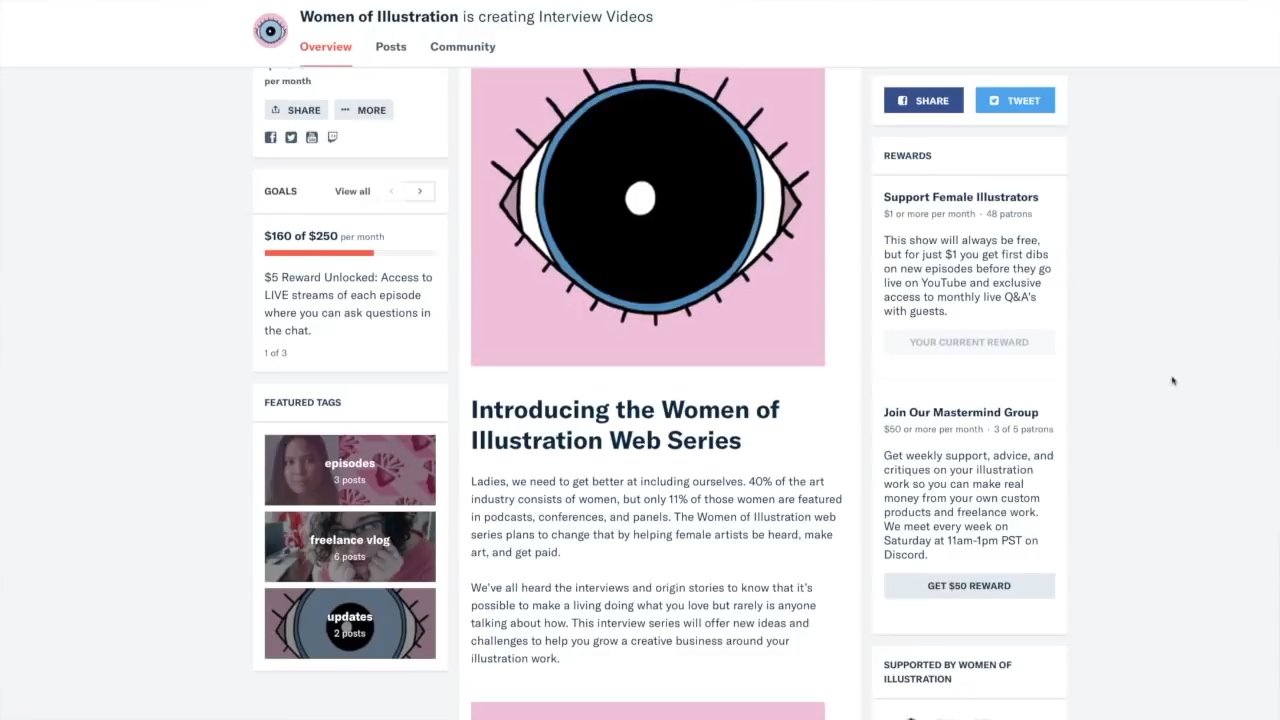 Women of Illustration is creating Interview Videos
Overview
Posts
Community
per month
SHARE
MORE
GOALS
View all
$160 of $250 per month
$5 Reward Unlocked: Access to
LIVE streams of each episode
where you can ask questions in
the chat.
1 of 3
FEATURED TAGS
episodes
3 posts
freelance vlog
6 posts
updates
2 posts
Introducing the Women of
Illustration Web Series
Ladies, we need to get better at including ourselves. 40% of the art
industry consists of women, but only 11% of those women are featured
in podcasts, conferences, and panels. The Women of Illustration web
series plans to change that by helping female artists be heard, make
art, and get paid.
We've all heard the interviews and origin stories to know that it's
possible to make a living doing what you love but rarely is anyone
talking about how. This interview series will offer new ideas and
challenges to help you grow a creative business around your
illustration work.
SHARE
TWEET
REWARDS
Support Female Illustrators
$1 or more per month · 48 patrons
This show will always be free,
but for just $1 you get first dibs
on new episodes before they go
live on YouTube and exclusive
access to monthly live Q&A's
with guests.
YOUR CURRENT REWARD
Join Our Mastermind Group
$50 or more per month · 3 of 5 patrons
Get weekly support, advice, and
critiques on your illustration
work so you can make real
money from your own custom
products and freelance work.
We meet every week on
Saturday at 11am-1pm PST on
Discord.
GET $50 REWARD
SUPPORTED BY WOMEN OF
ILLUSTRATION